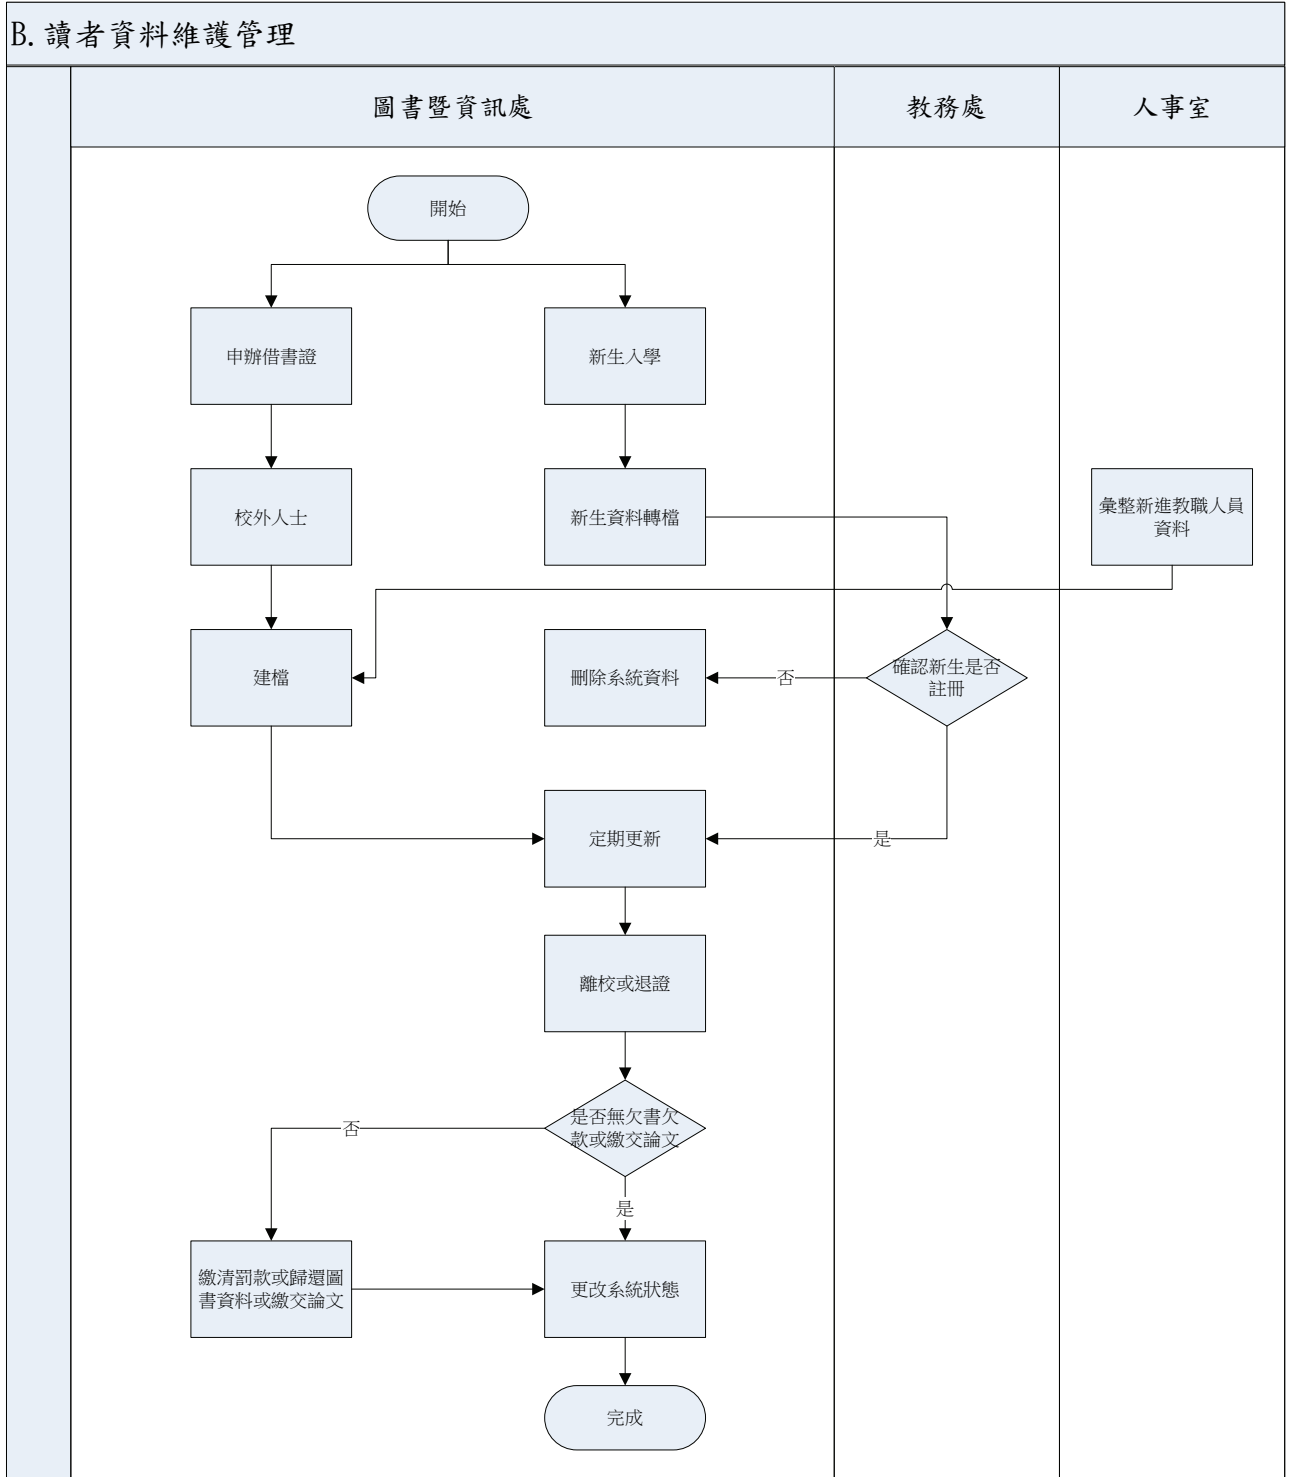 B.讀者資料維護管理
圖書暨資訊處
教務處
人事室
開始
申辦借書證
新生入學
校外人士
新生資料轉檔
彙整新進教職人員
資料
建檔
刪除系統資料
否
確認新生是否
註冊
定期更新
是
離校或退證
是否無欠書欠
款或繳交論文
否
是
繳清罰款或歸還圖
書資料或繳交論文
更改系統狀態
完成